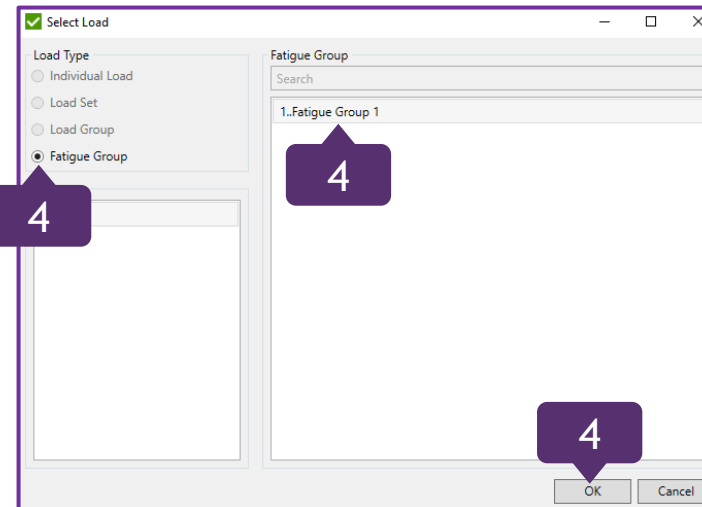 Select Load
Load Type
Individual Load
Load Set
Load Group
Fatigue Group
4
4
Fatigue Group
Search
1..Fatigue Group 1
4
4
OK
Cancel